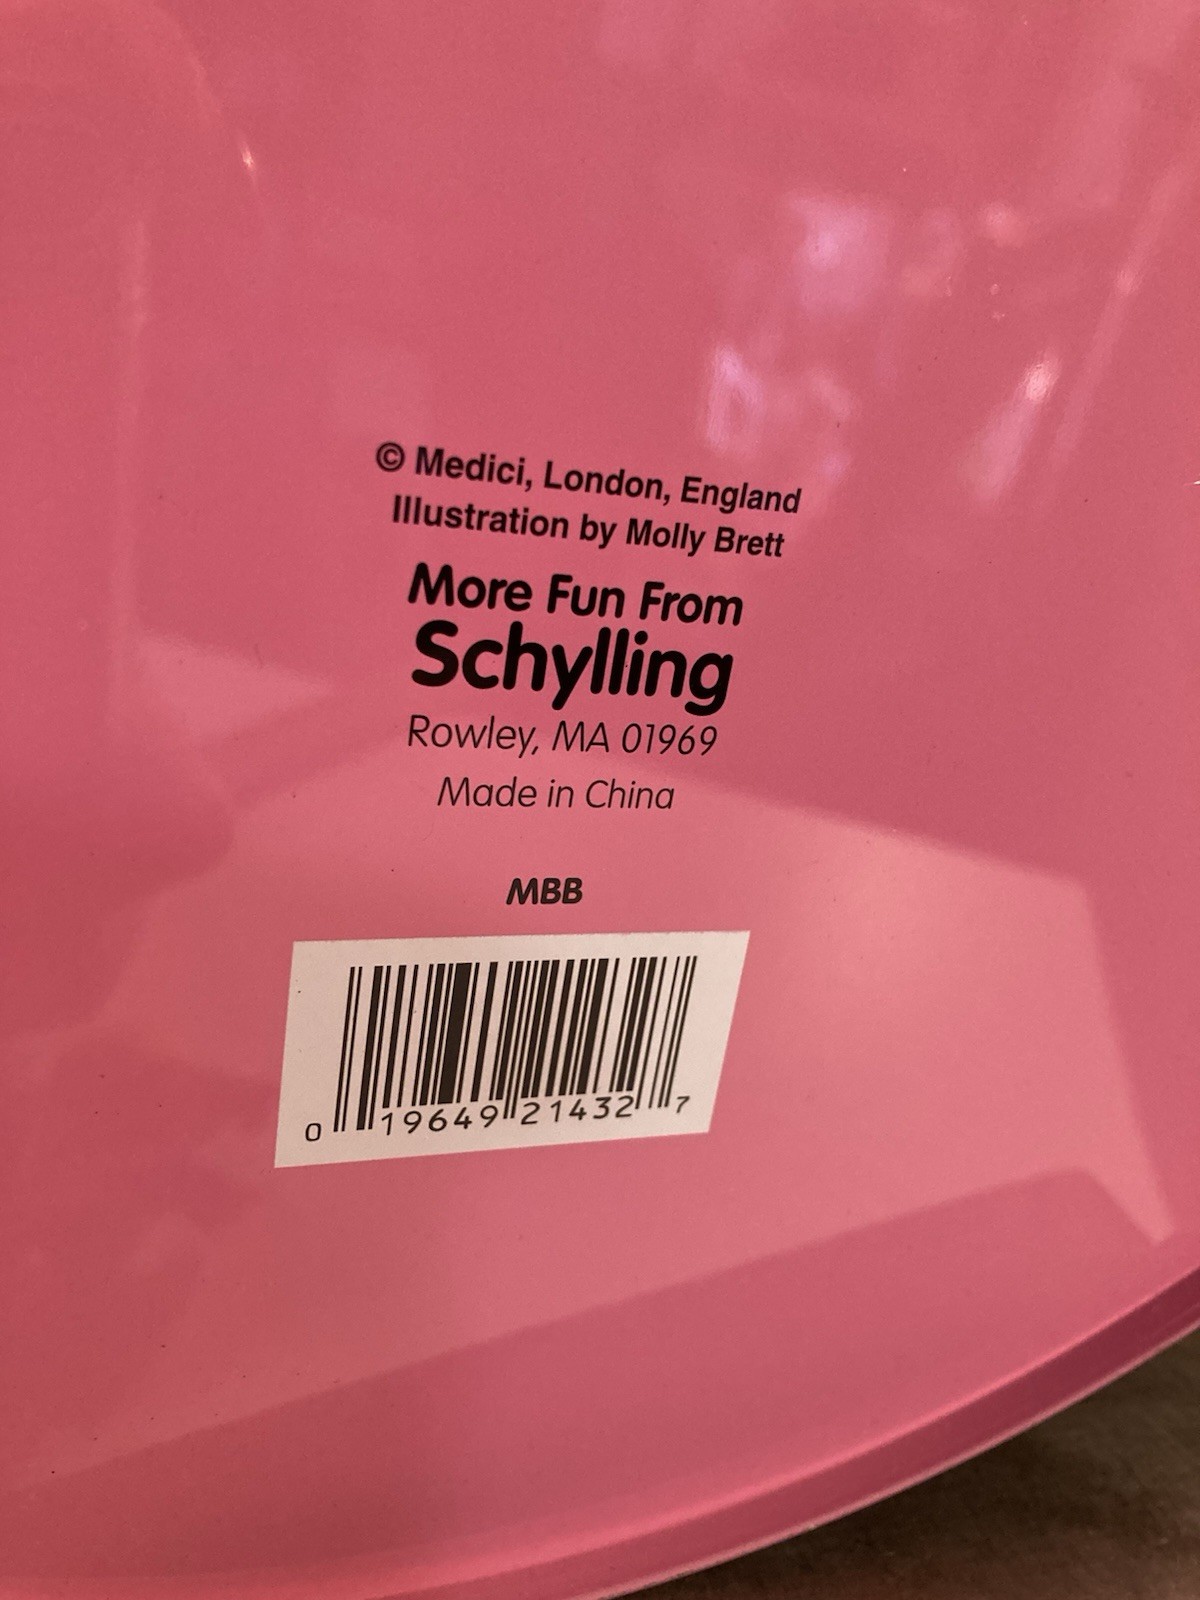 © Medici, London, England
Illustration by Molly Brett
More Fun From
Schylling
Rowley, MA 01969
Made in China
MBB
0 19649 21432 7